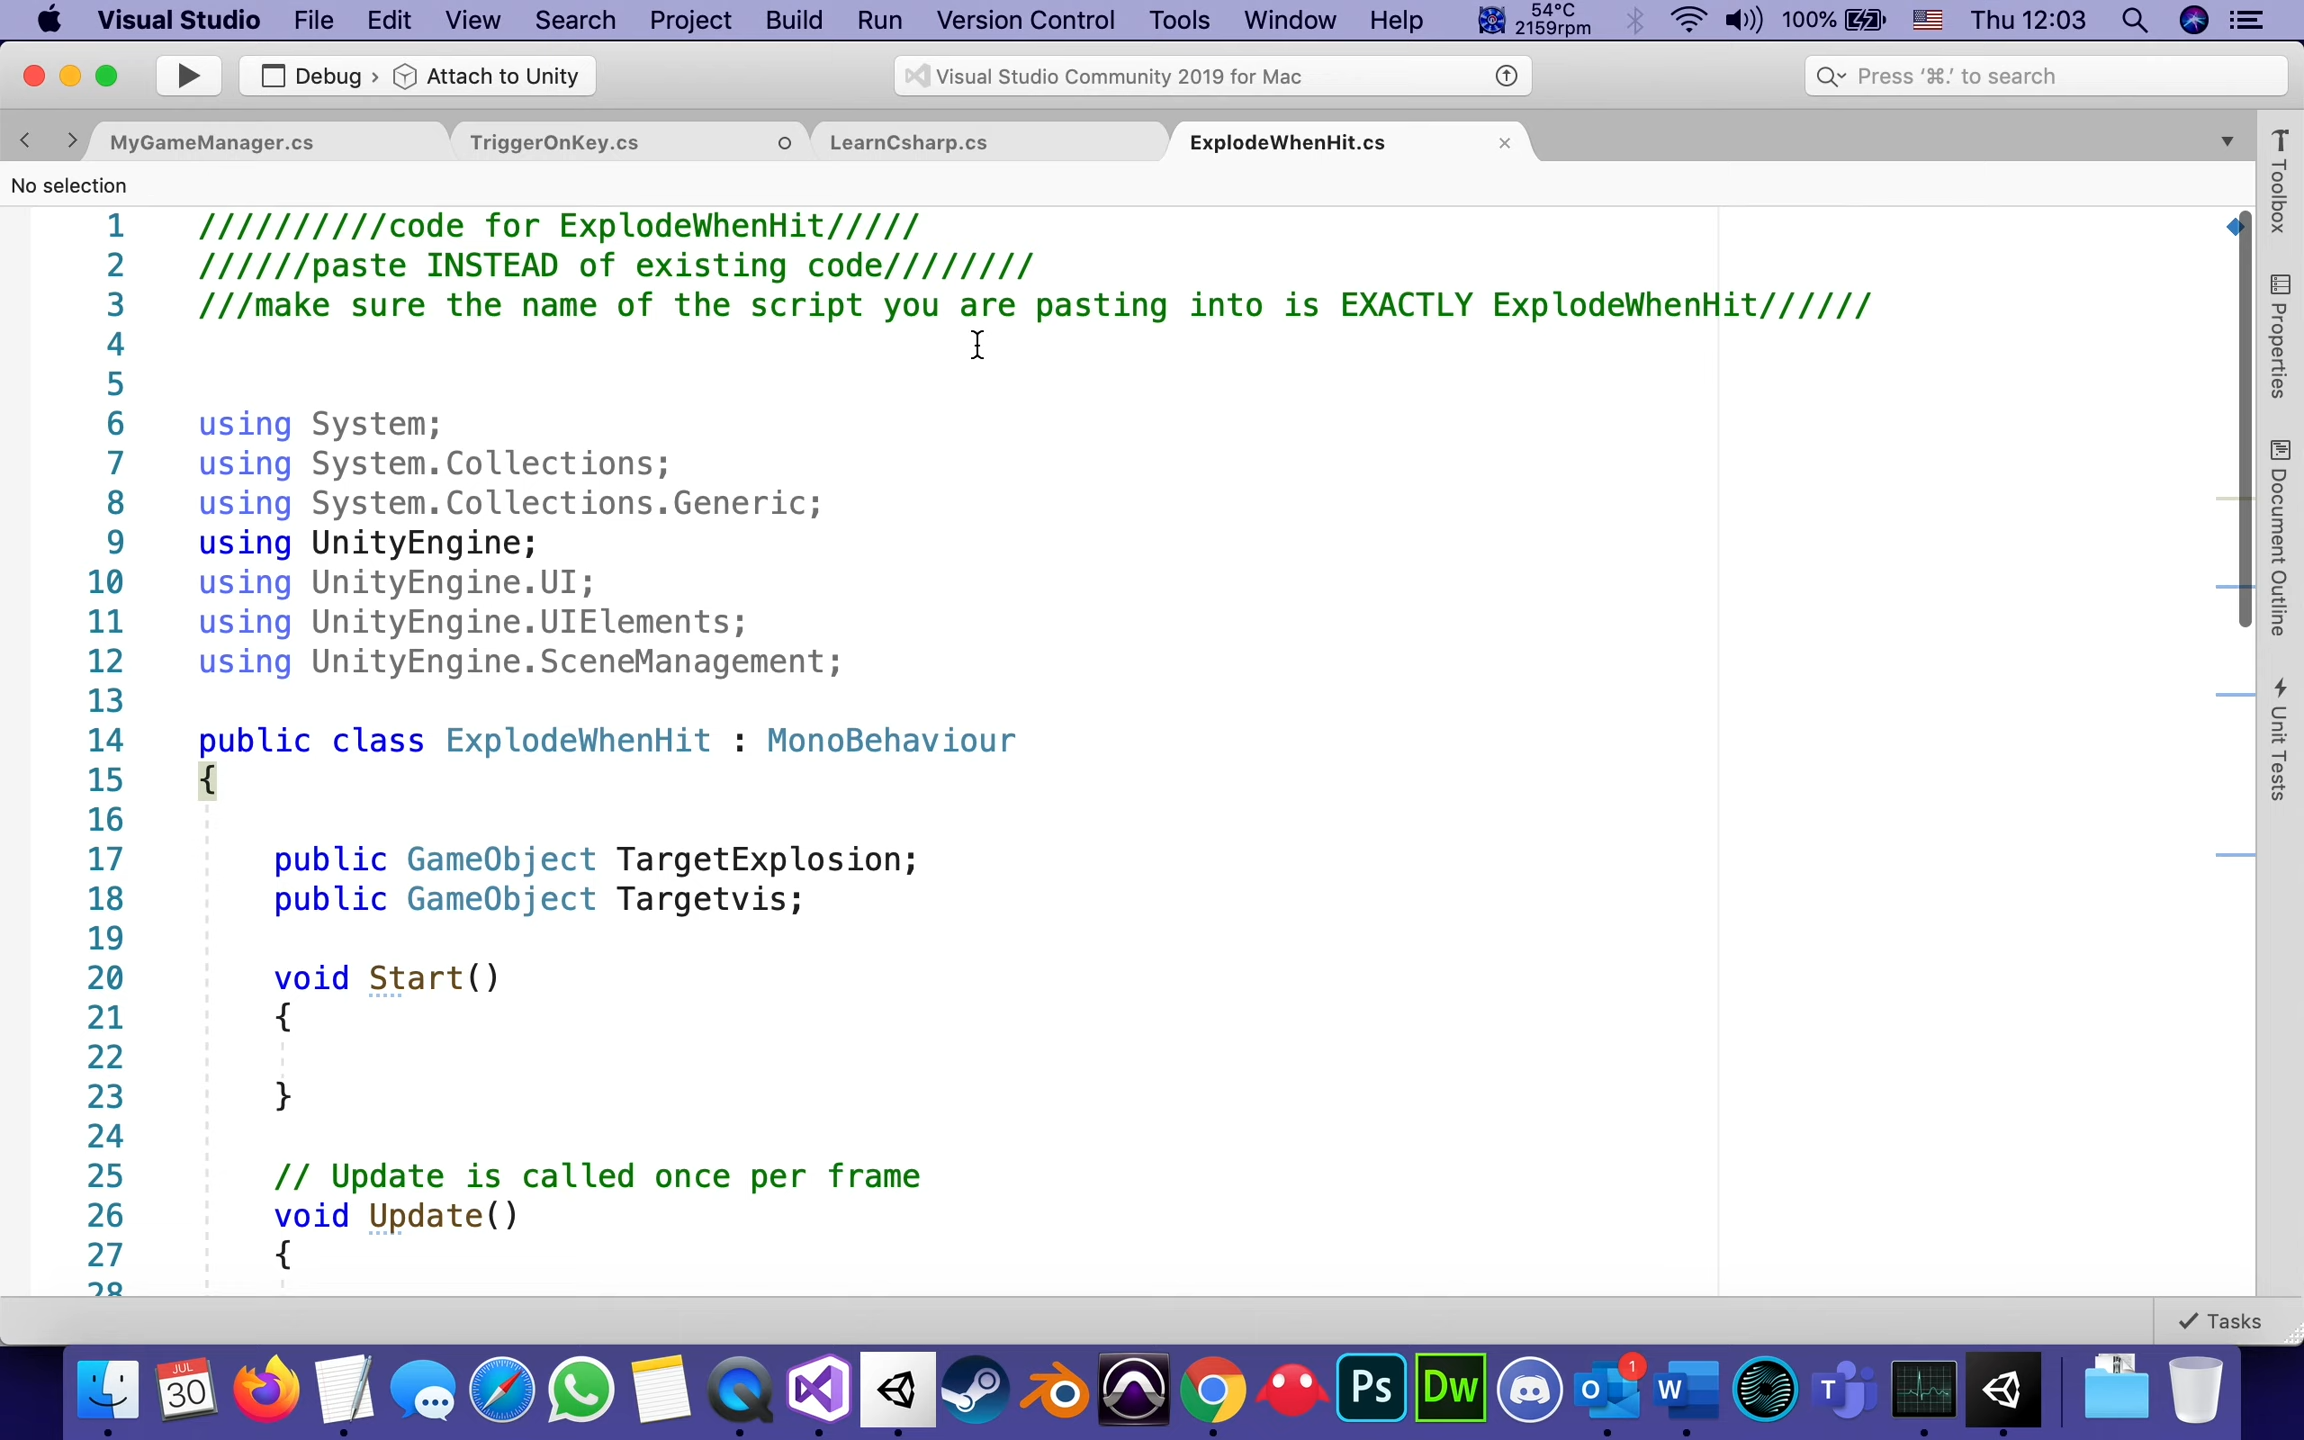 Visual Studio File Edit View Search Project Build Run Version Control Tools Window Help 54°C 2159rpm 100% Thu 12:03
Debug › Attach to Unity Visual Studio Community 2019 for Mac Press ‘⌘.’ to search
MyGameManager.cs TriggerOnKey.cs LearnCsharp.cs ExplodeWhenHit.cs
No selection
1 //////////code for ExplodeWhenHit/////
2 //////paste INSTEAD of existing code////////
3 ///make sure the name of the script you are pasting into is EXACTLY ExplodeWhenHit//////
4
5
6 using System;
7 using System.Collections;
8 using System.Collections.Generic;
9 using UnityEngine;
10 using UnityEngine.UI;
11 using UnityEngine.UIElements;
12 using UnityEngine.SceneManagement;
13
14 public class ExplodeWhenHit : MonoBehaviour
15 {
16
17 public GameObject TargetExplosion;
18 public GameObject Targetvis;
19
20 void Start()
21 {
22
23 }
24
25 // Update is called once per frame
26 void Update()
27 {
28
Toolbox
Properties
Document Outline
Unit Tests
Tasks
JUL
30
Ps
Dw
O
1
W
T